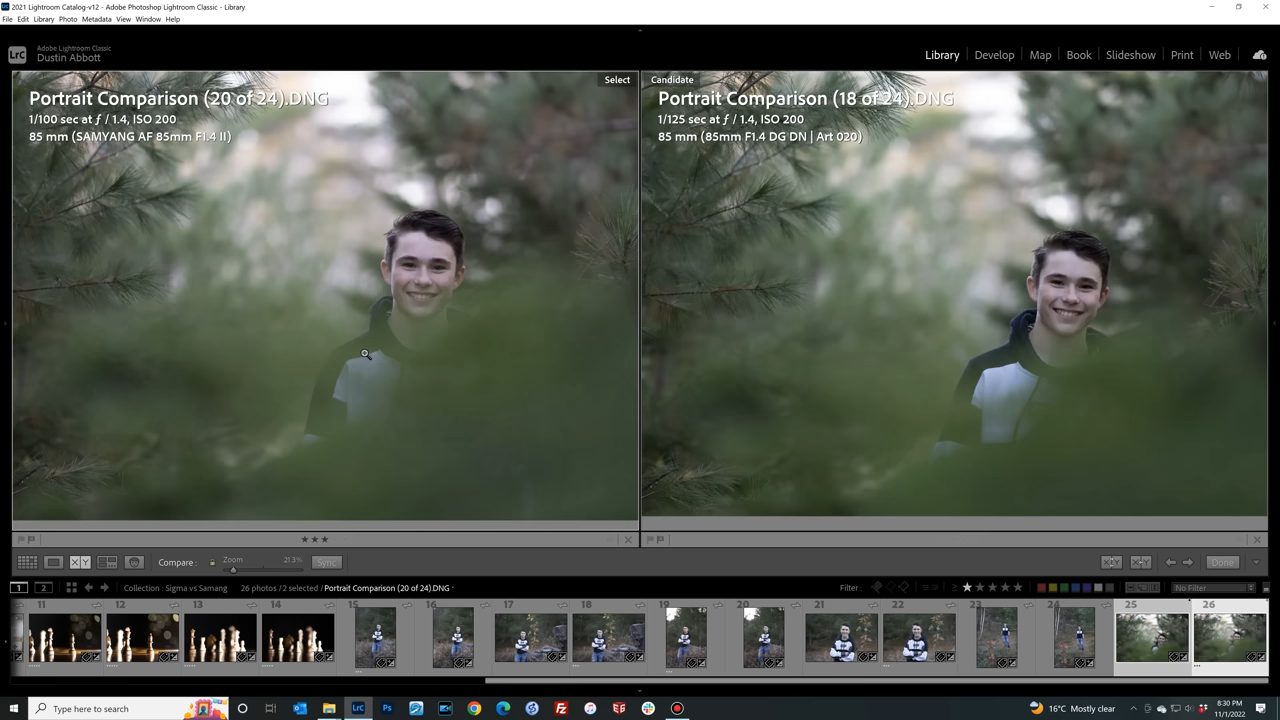 2021 Lightroom Catalog-v12 - Adobe Photoshop Lightroom Classic - Library
File Edit Library Photo Metadata View Window Help
LrC
Adobe Lightroom Classic
Dustin Abbott
Library Develop Map Book Slideshow Print Web
Select
Portrait Comparison (20 of 24).DNG
1/100 sec at ƒ / 1.4, ISO 200
85 mm (SAMYANG AF 85mm F1.4 II)
Candidate
Portrait Comparison (18 of 24).DNG
1/125 sec at ƒ / 1.4, ISO 200
85 mm (85mm F1.4 DG DN | Art 020)
X Y
Compare : Zoom 21.3% Sync
Done
1 2 Collection : Sigma vs Samang 26 photos / 2 selected / Portrait Comparison (20 of 24).DNG
Filter : No Filter
11 12 13 14 15 16 17 18 19 20 21 22 23 24 25 26
Type here to search
LrC
Ps
16°C Mostly clear
8:30 PM
11/1/2022